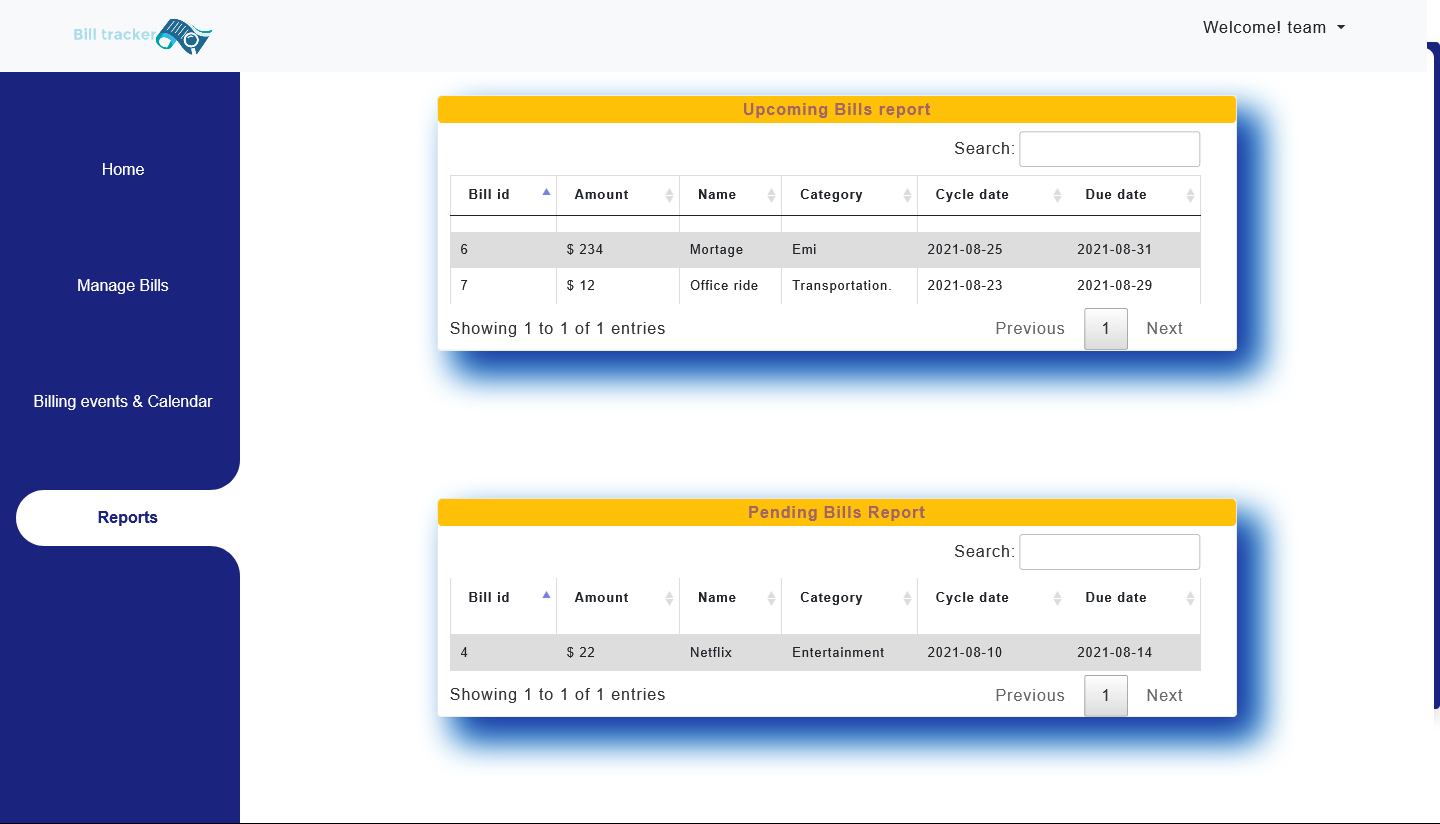 Bill tracker
Welcome! team
Home
Manage Bills
Billing events & Calendar
Reports
Upcoming Bills report
Search:
Bill id Amount Name Category Cycle date Due date
6 $ 234 Mortage Emi 2021-08-25 2021-08-31
7 $ 12 Office ride Transportation. 2021-08-23 2021-08-29
Showing 1 to 1 of 1 entries Previous 1 Next
Pending Bills Report
Search:
Bill id Amount Name Category Cycle date Due date
4 $ 22 Netflix Entertainment 2021-08-10 2021-08-14
Showing 1 to 1 of 1 entries Previous 1 Next